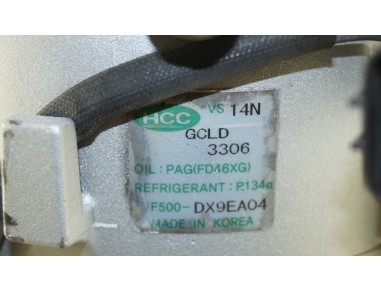 HCC VS 14N
GCLD
3306
OIL : PAG(FD46XG)
REFRIGERANT : R134a
F500- DX9EA04
MADE IN KOREA